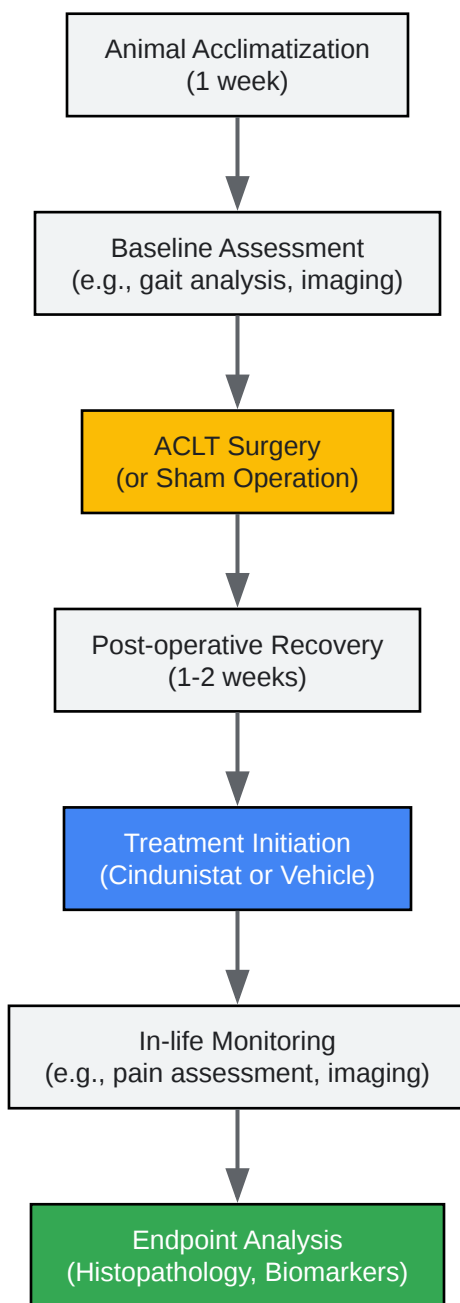 Animal Acclimatization
(1 week)
Baseline Assessment
(e.g., gait analysis, imaging)
ACLT Surgery
(or Sham Operation)
Post-operative Recovery
(1-2 weeks)
Treatment Initiation
(Cindunistat or Vehicle)
In-life Monitoring
(e.g., pain assessment, imaging)
Endpoint Analysis
(Histopathology, Biomarkers)